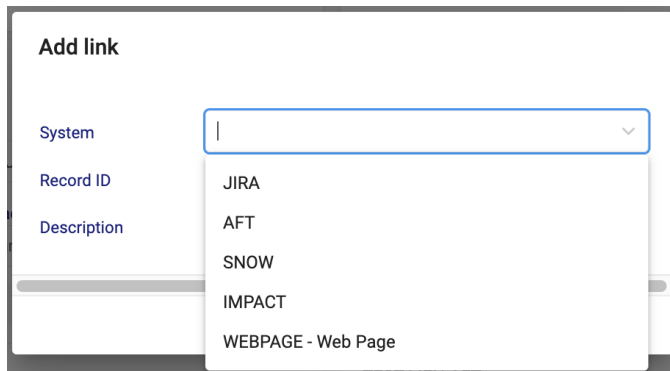 Add link
System
Record ID
Description
JIRA
AFT
SNOW
IMPACT
WEBPAGE - Web Page